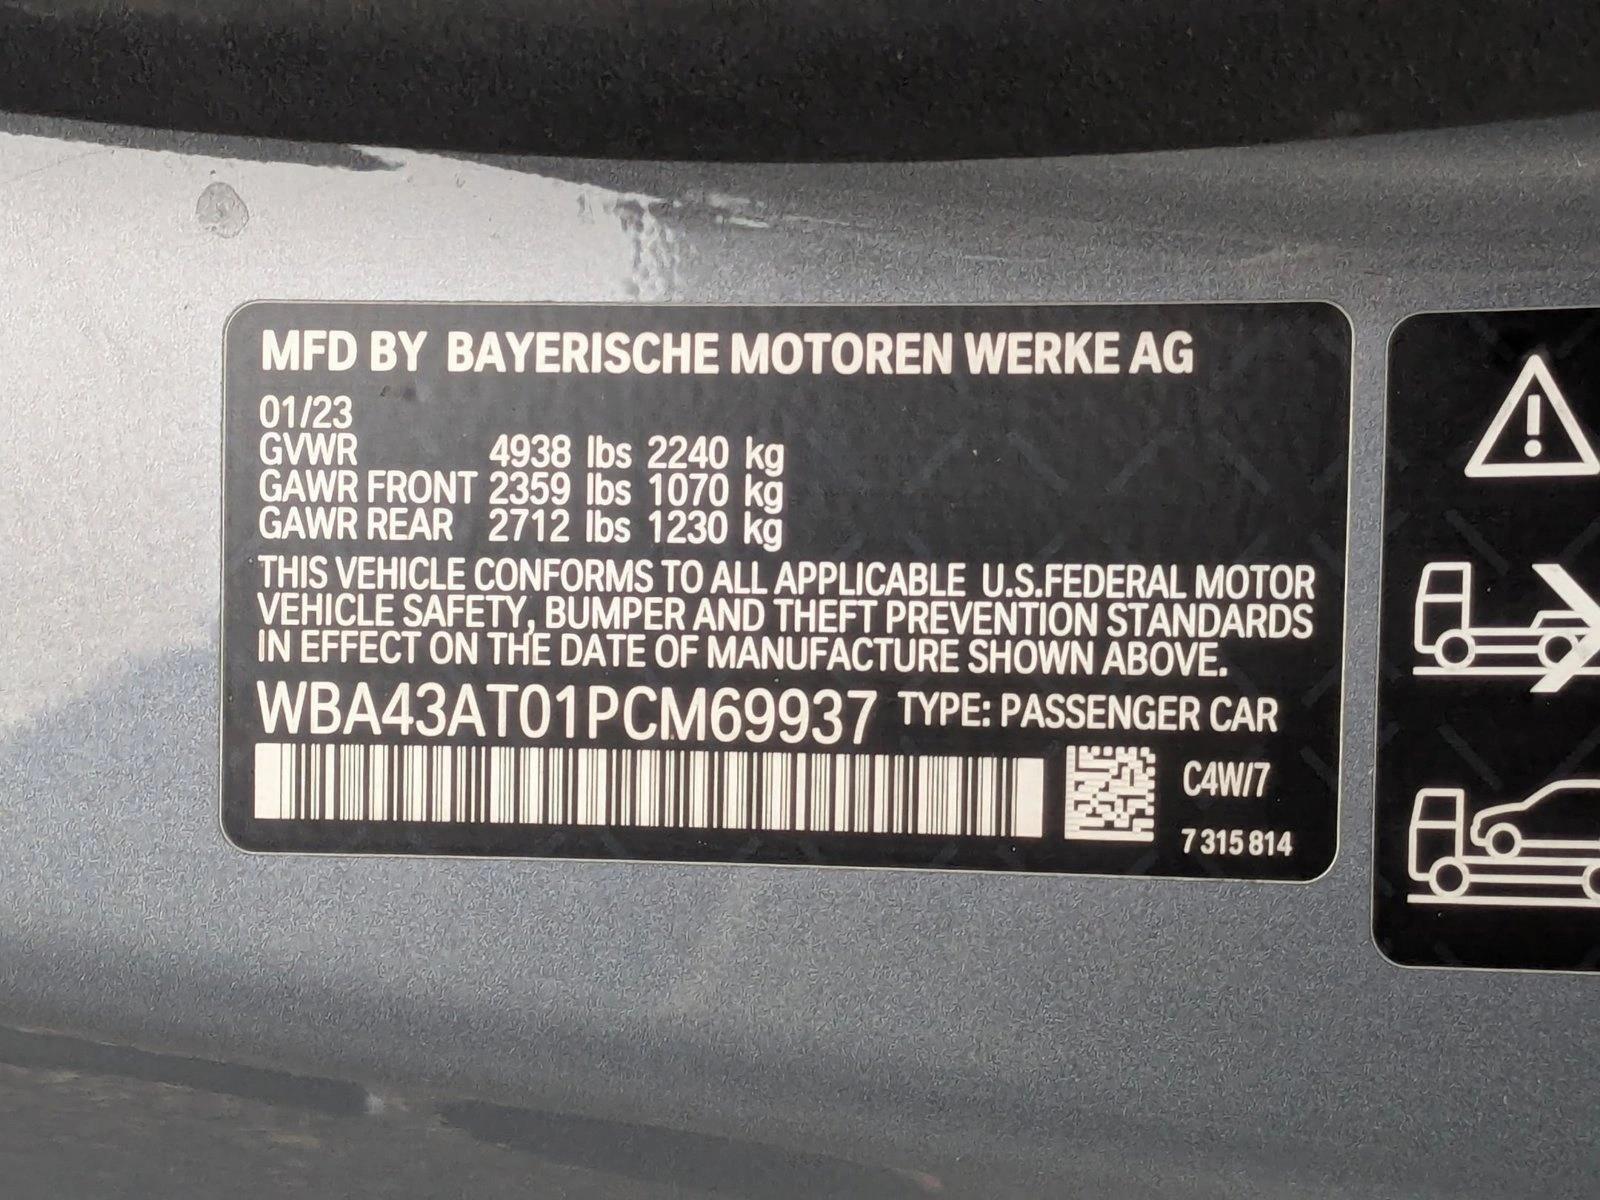 MFD BY BAYERISCHE MOTOREN WERKE AG
01/23
GVWR 4938 lbs 2240 kg
GAWR FRONT 2359 lbs 1070 kg
GAWR REAR 2712 lbs 1230 kg
THIS VEHICLE CONFORMS TO ALL APPLICABLE U.S.FEDERAL MOTOR
VEHICLE SAFETY, BUMPER AND THEFT PREVENTION STANDARDS
IN EFFECT ON THE DATE OF MANUFACTURE SHOWN ABOVE.
WBA43AT01PCM69937 TYPE: PASSENGER CAR
C4W/7
7 315 814